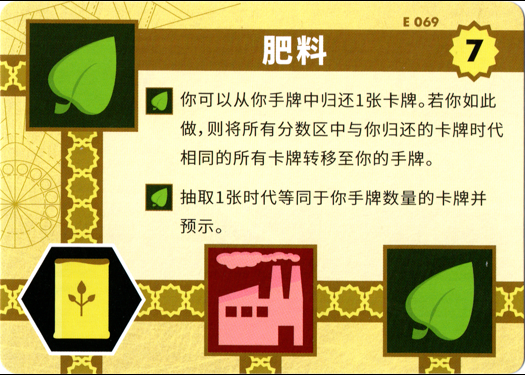 E 069
肥料
7
你可以从你手牌中归还1张卡牌。若你如此
做,则将所有分数区中与你归还的卡牌时代
相同的所有卡牌转移至你的手牌。
抽取1张时代等同于你手牌数量的卡牌并
预示。